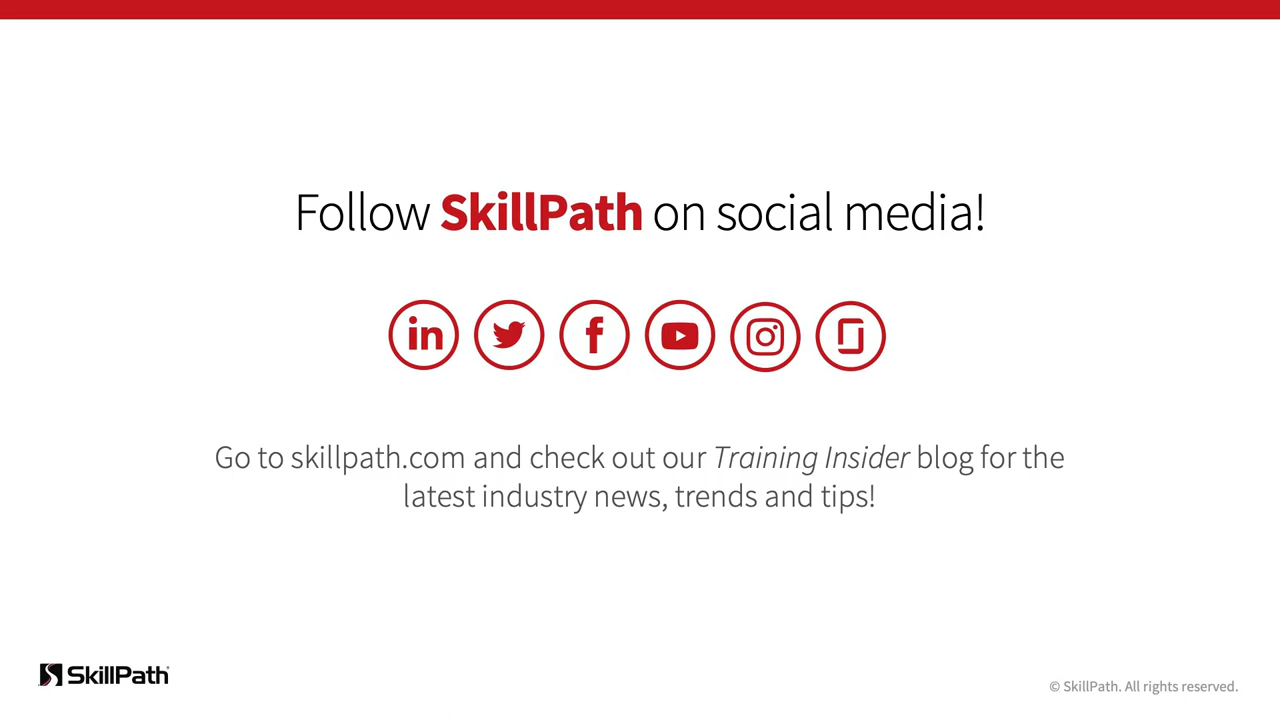 Follow SkillPath on social media!
in
f
Go to skillpath.com and check out our Training Insider blog for the
latest industry news, trends and tips!
SkillPath
© SkillPath. All rights reserved.